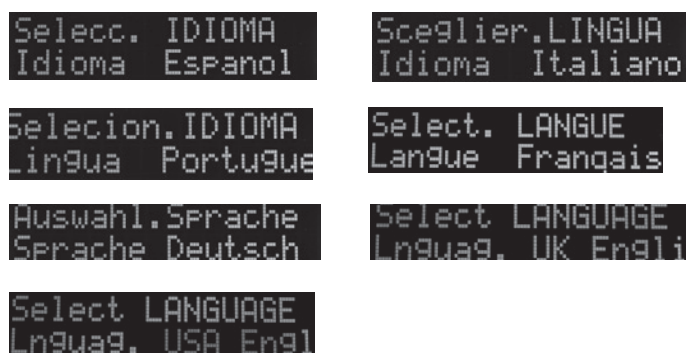 Selecc. IDIOMA
Idioma Espanol
Sceglier.LINGUA
Idioma Italiano
Selecion.IDIOMA
Lingua Portugue
Select. LANGUE
Langue Franqais
Auswahl.Sprache
Sprache Deutsch
Select LANGUAGE
Lnguag. UK Engli
Select LANGUAGE
Lnguag. USA Engl